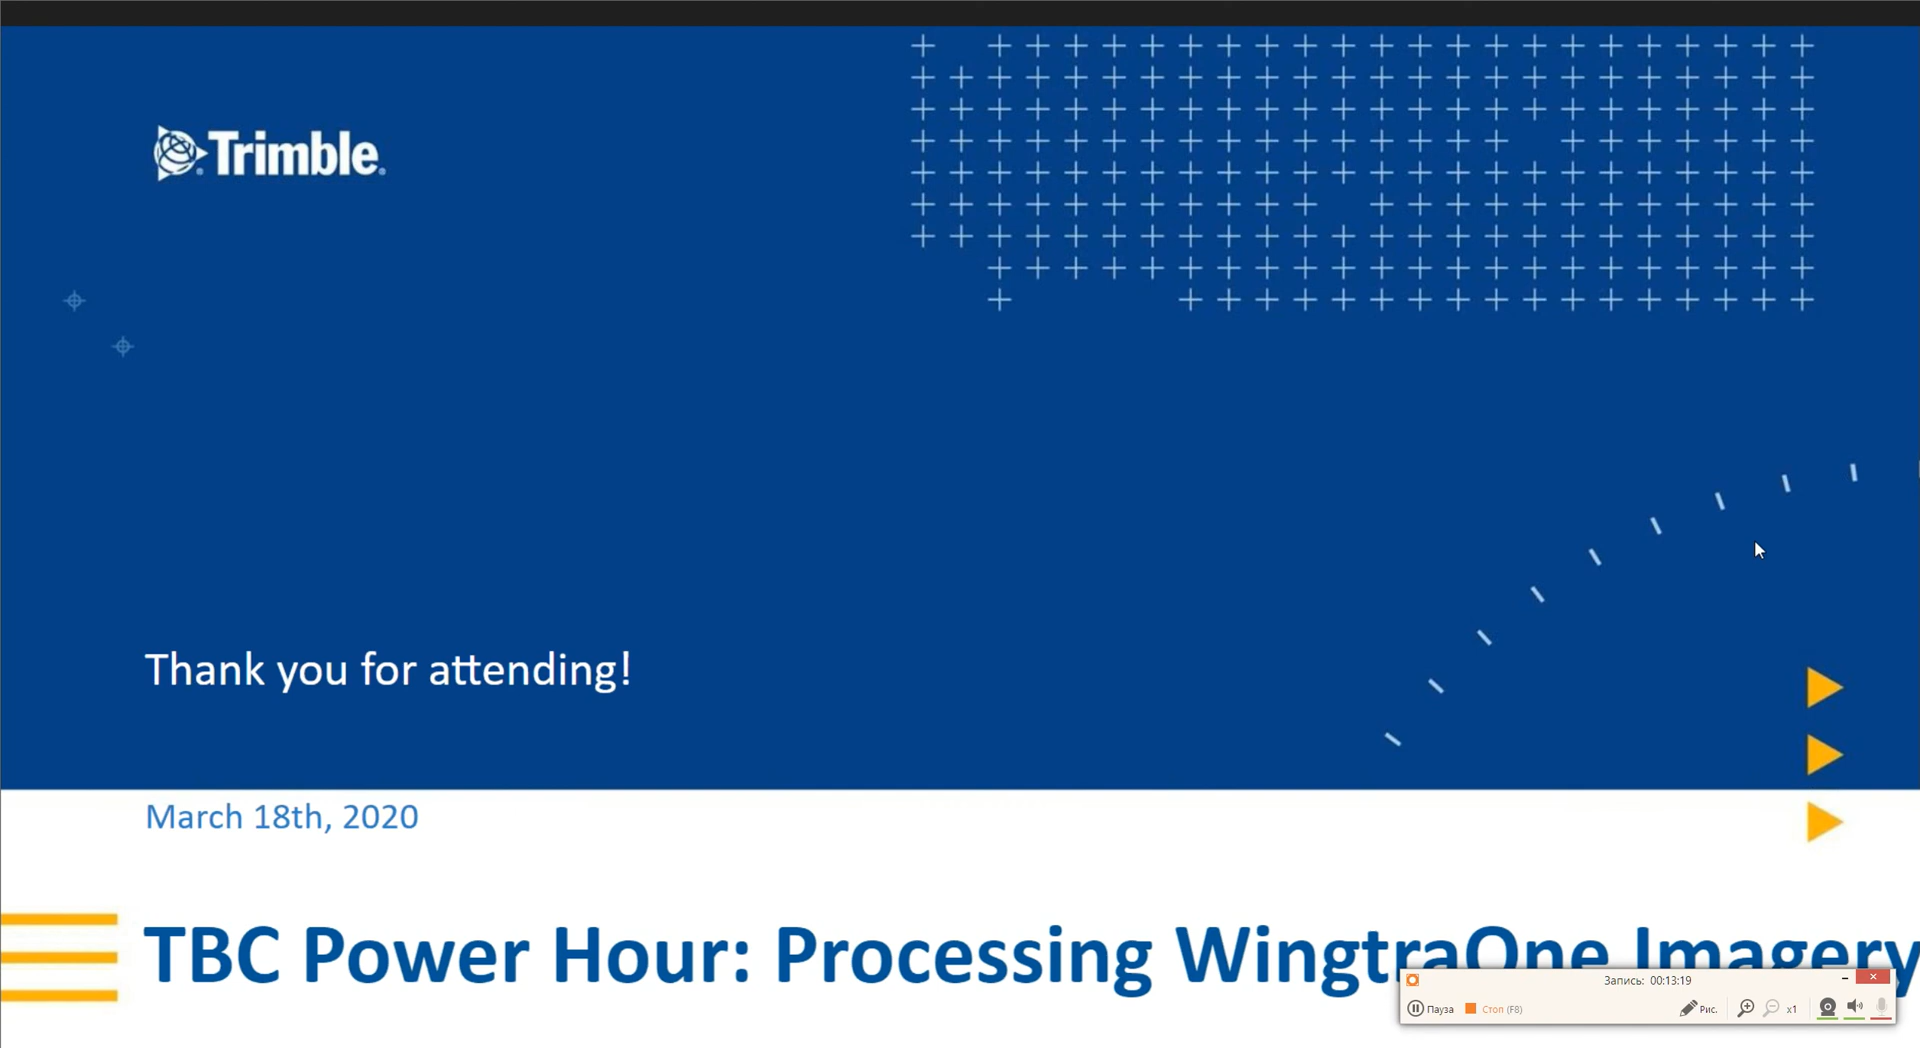 Trimble
Thank you for attending!
March 18th, 2020
TBC Power Hour: Processing WingtraOne Imagery
Запись: 00:13:19
Пауза
Стоп (F8)
Рис.
x1